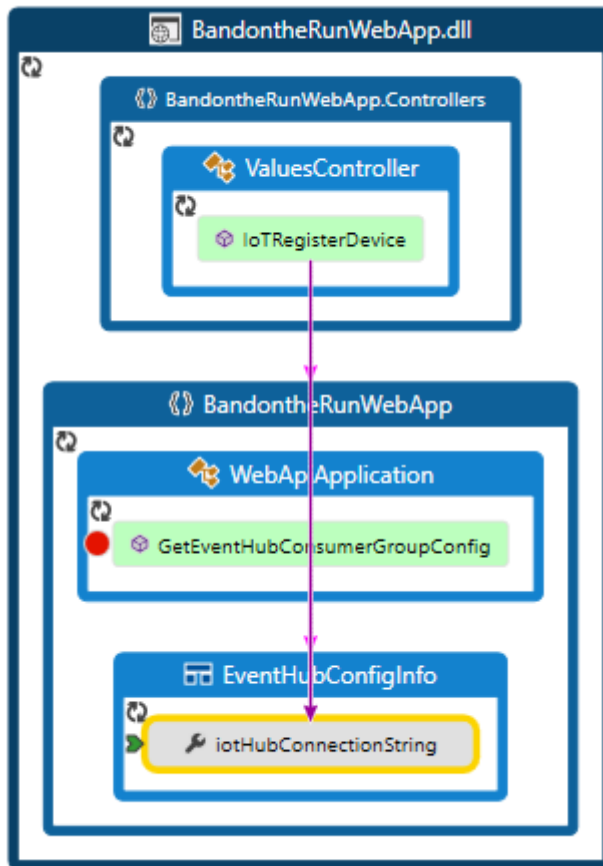 BandontheRunWebApp.dll
BandontheRunWebApp.Controllers
ValuesController
IoTRegisterDevice
BandontheRunWebApp
WebApiApplication
GetEventHubConsumerGroupConfig
EventHubConfigInfo
iotHubConnectionString